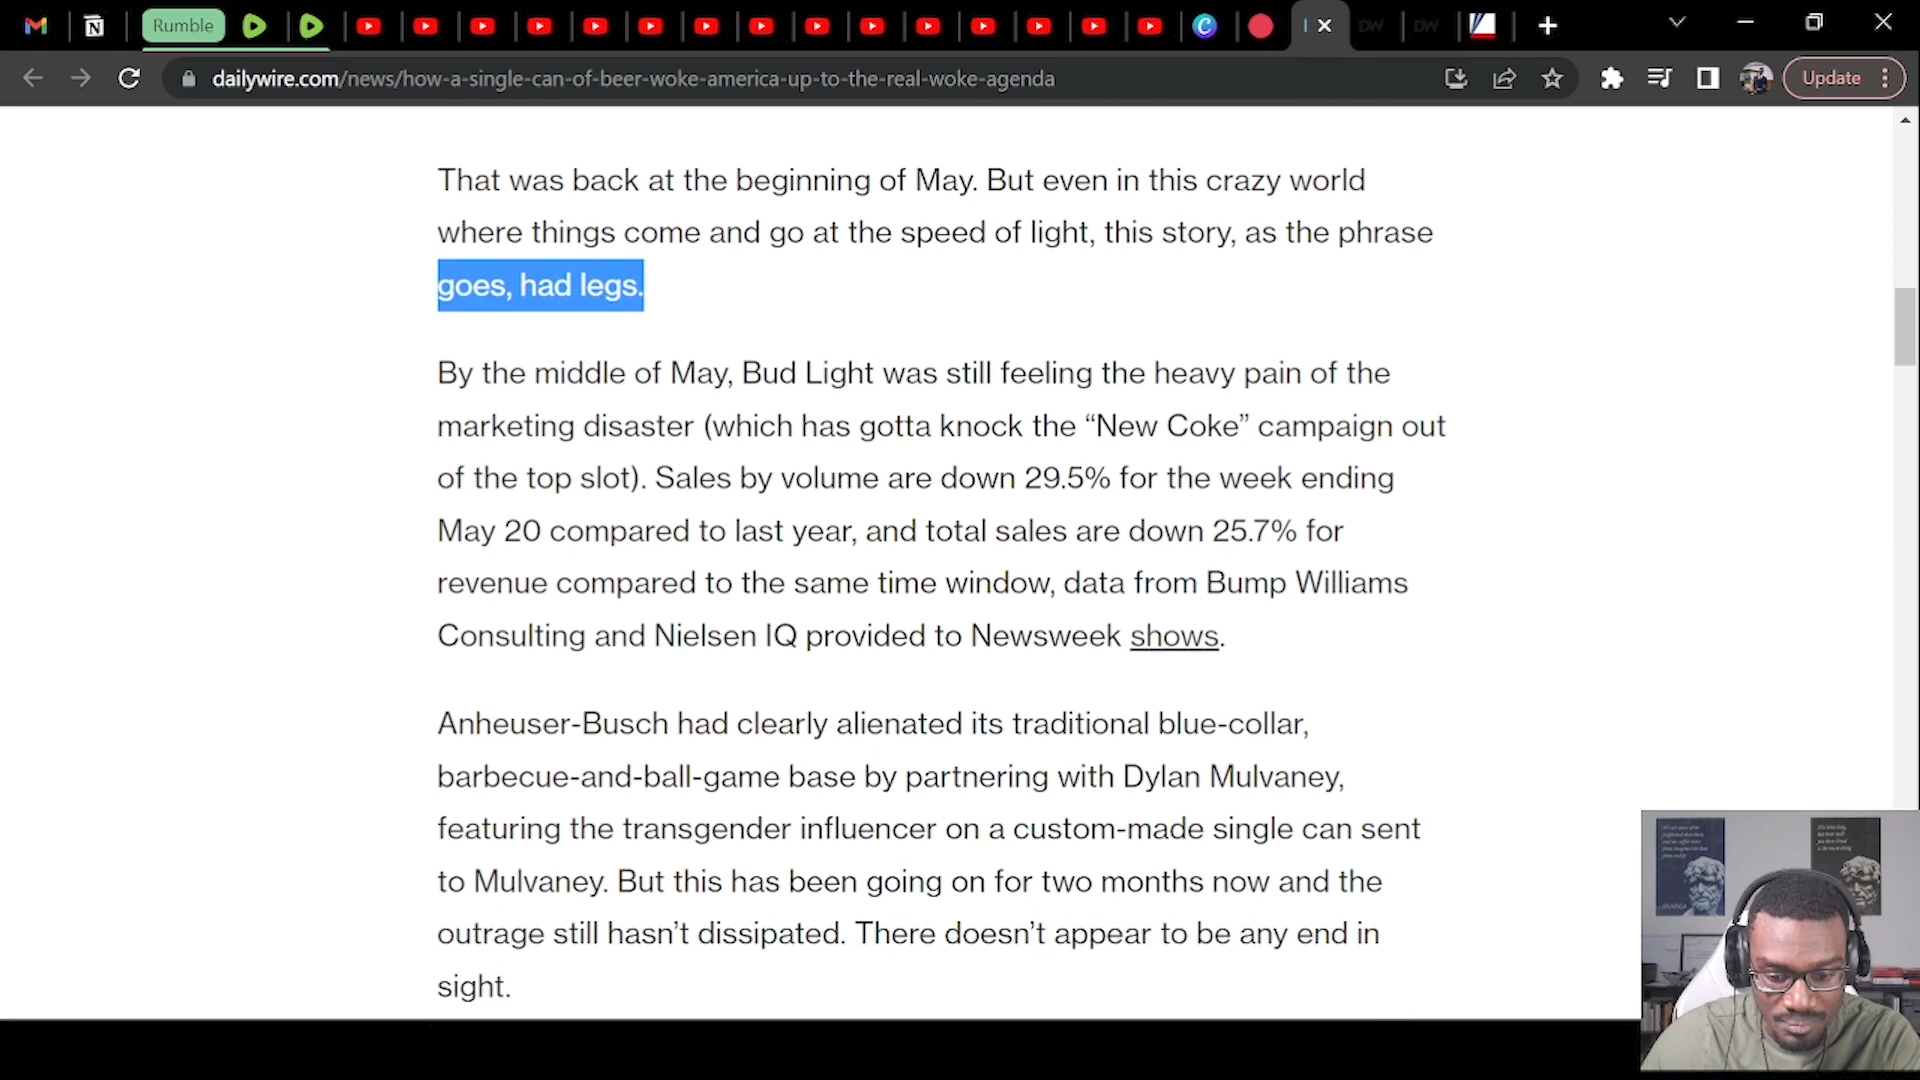 Rumble
dailywire.com/news/how-a-single-can-of-beer-woke-america-up-to-the-real-woke-agenda
Update
That was back at the beginning of May. But even in this crazy world
where things come and go at the speed of light, this story, as the phrase
goes, had legs.
By the middle of May, Bud Light was still feeling the heavy pain of the
marketing disaster (which has gotta knock the “New Coke” campaign out
of the top slot). Sales by volume are down 29.5% for the week ending
May 20 compared to last year, and total sales are down 25.7% for
revenue compared to the same time window, data from Bump Williams
Consulting and Nielsen IQ provided to Newsweek shows.
Anheuser-Busch had clearly alienated its traditional blue-collar,
barbecue-and-ball-game base by partnering with Dylan Mulvaney,
featuring the transgender influencer on a custom-made single can sent
to Mulvaney. But this has been going on for two months now and the
outrage still hasn’t dissipated. There doesn’t appear to be any end in
sight.